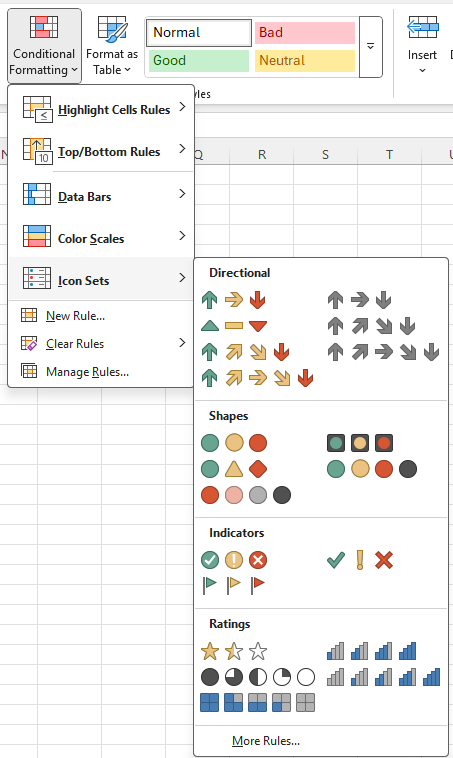 Normal
Bad
Good
Neutral
Conditional
Formatting
Format as
Table
Insert
Q
R
S
T
Highlight Cells Rules
≤
Top/Bottom Rules
10
Data Bars
Color Scales
Icon Sets
New Rule...
Clear Rules
Manage Rules...
Directional
Shapes
Indicators
Ratings
More Rules...